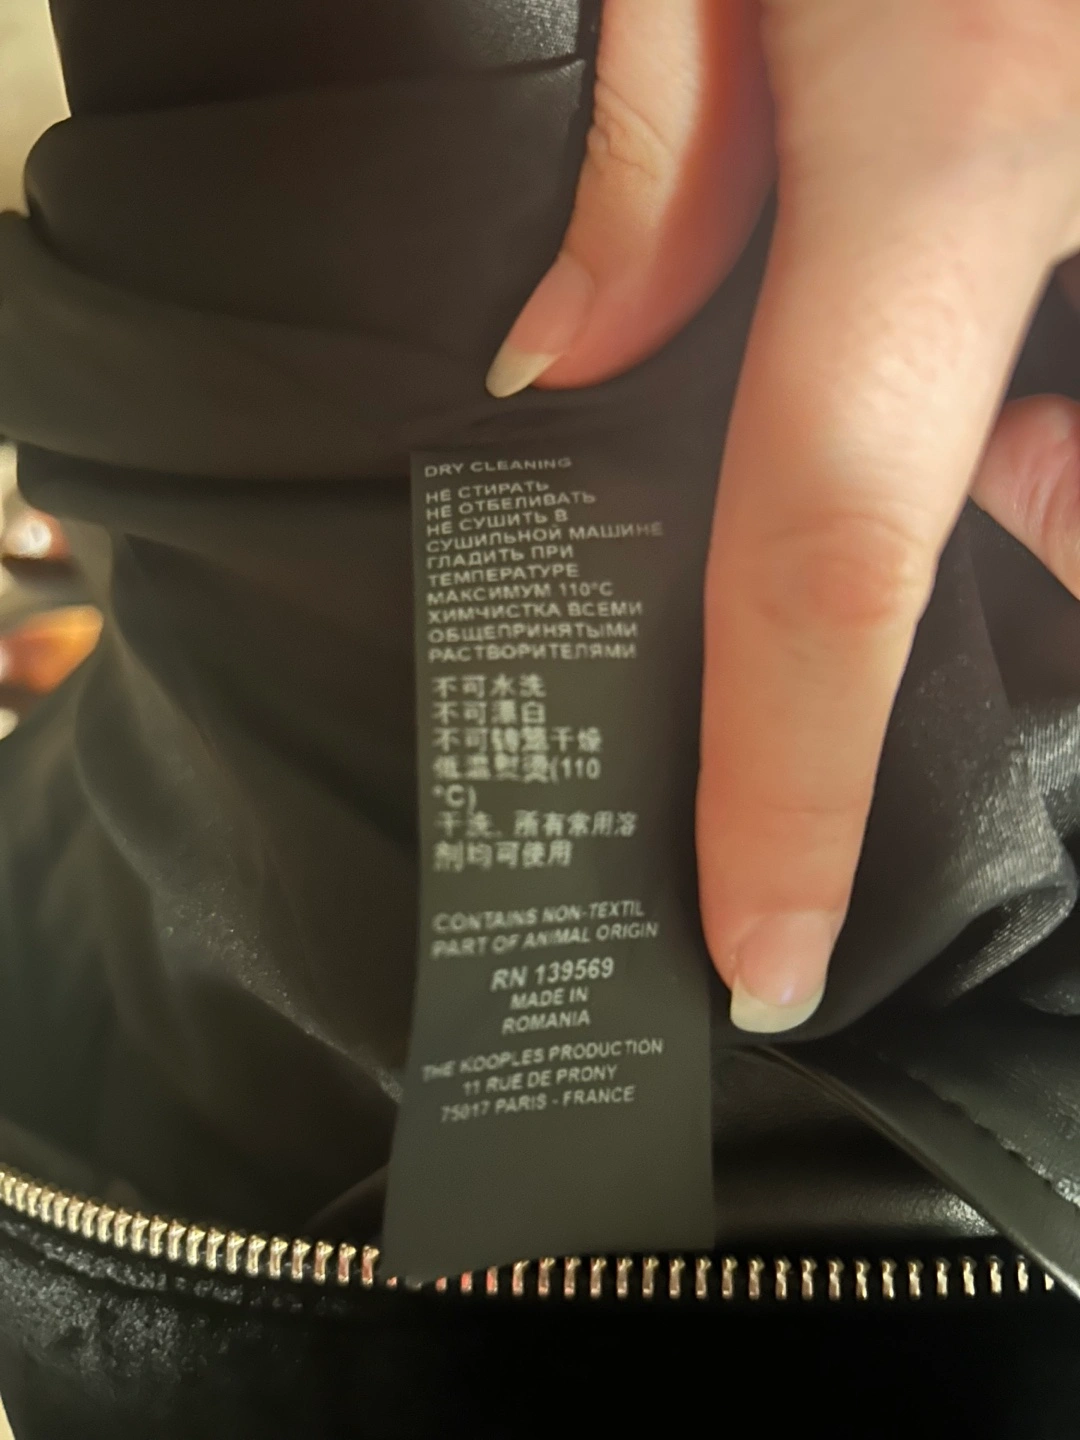 DRY CLEANING
НЕ СТИРАТЬ
НЕ ОТБЕЛИВАТЬ
НЕ СУШИТЬ В
СУШИЛЬНОЙ МАШИНЕ
ГЛАДИТЬ ПРИ
ТЕМПЕРАТУРЕ
МАКСИМУМ 110°C
ХИМЧИСТКА ВСЕМИ
ОБЩЕПРИНЯТЫМИ
РАСТВОРИТЕЛЯМИ
不可水洗
不可漂白
不可转笼干燥
低温熨烫(110
°C)
干洗，所有常用溶
剂均可使用
CONTAINS NON-TEXTIL
PART OF ANIMAL ORIGIN
RN 139569
MADE IN
ROMANIA
THE KOOPLES PRODUCTION
11 RUE DE PRONY
75017 PARIS - FRANCE